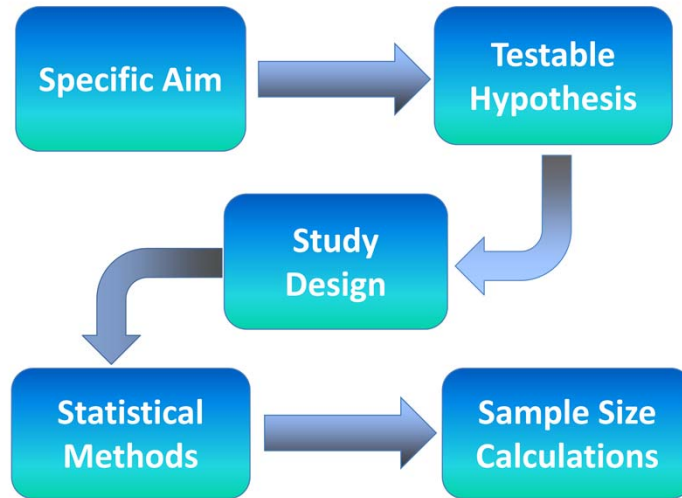 Specific Aim
Testable
Hypothesis
Study
Design
Statistical
Methods
Sample Size
Calculations